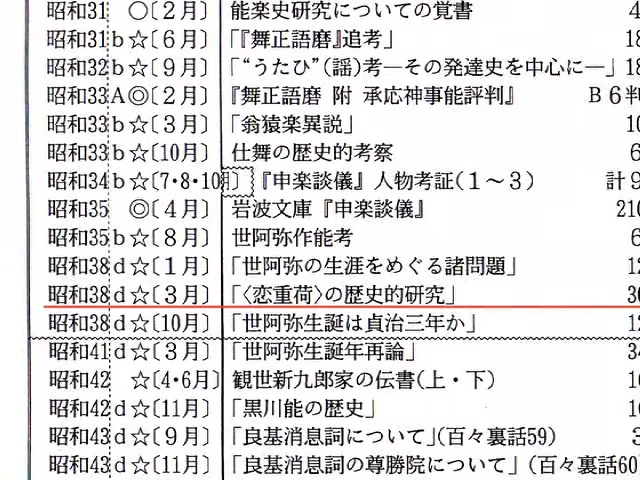 昭和31 ○〔2月〕 能楽史研究についての覚書 4
昭和31 b☆〔6月〕 「『舞正語磨』追考」 18
昭和32 b☆〔9月〕 「“うたひ”(謡)考―その発達史を中心に―」 18
昭和33 A◎〔2月〕 『舞正語磨 附 承応神事能評判』 B6判
昭和33 b☆〔3月〕 「翁猿楽異説」 10
昭和33 b☆〔10月〕 仕舞の歴史的考察 6
昭和34 b☆〔7・8・10月〕 『申楽談儀』人物考証(1〜3) 計9
昭和35 ◎〔4月〕 岩波文庫『申楽談儀』 210
昭和35 b☆〔8月〕 世阿弥作能考 6
昭和38 d☆〔1月〕 「世阿弥の生涯をめぐる諸問題」 12
昭和38 d☆〔3月〕 「〈恋重荷〉の歴史的研究」 30
昭和38 d☆〔10月〕 「世阿弥生誕は貞治三年か」 12
昭和41 d☆〔3月〕 「世阿弥生誕年再論」 34
昭和42 ☆〔4・6月〕 観世新九郎家の伝書(上・下) 10
昭和42 d☆〔11月〕 「黒川能の歴史」 10
昭和43 d☆〔9月〕 「良基消息詞について」(百々裏話59) 3
昭和43 d☆〔11月〕 「良基消息詞の尊勝院について」(百々裏話60